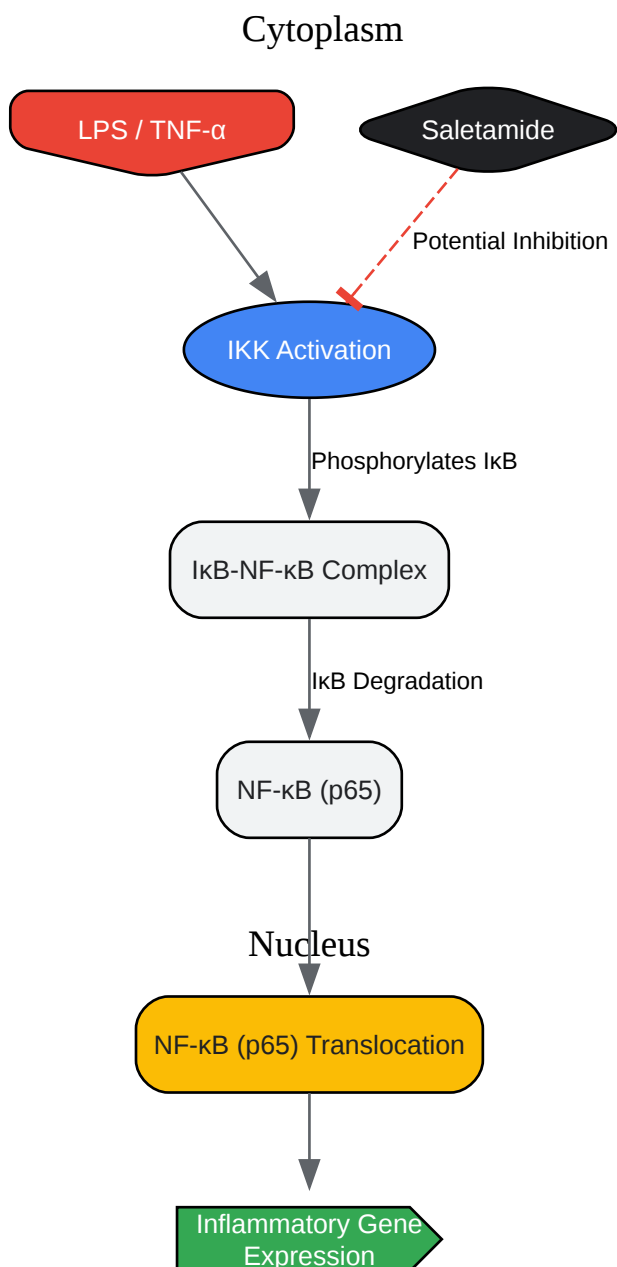 Cytoplasm
LPS / TNF-α
Saletamide
Potential Inhibition
IKK Activation
Phosphorylates IκB
IκB-NF-κB Complex
IκB Degradation
NF-κB (p65)
Nucleus
NF-κB (p65) Translocation
Inflammatory Gene
Expression